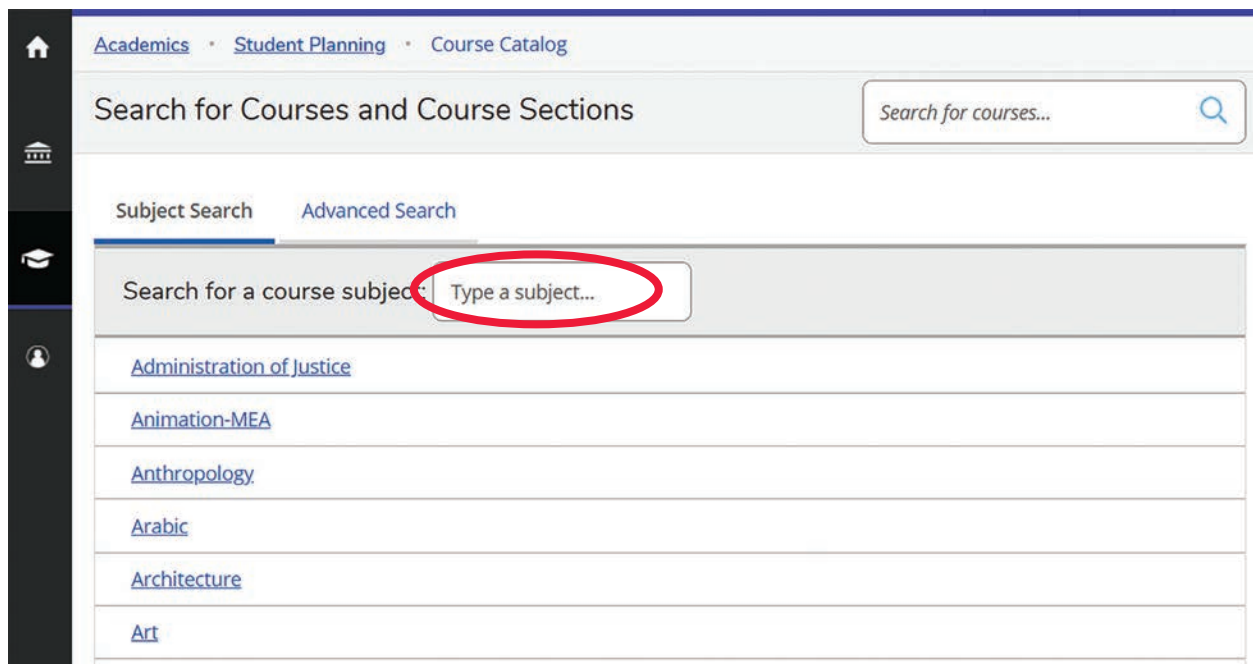 Academics · Student Planning · Course Catalog
Search for Courses and Course Sections
Search for courses...
Subject Search
Advanced Search
Search for a course subject:
Type a subject...
Administration of Justice
Animation-MEA
Anthropology
Arabic
Architecture
Art